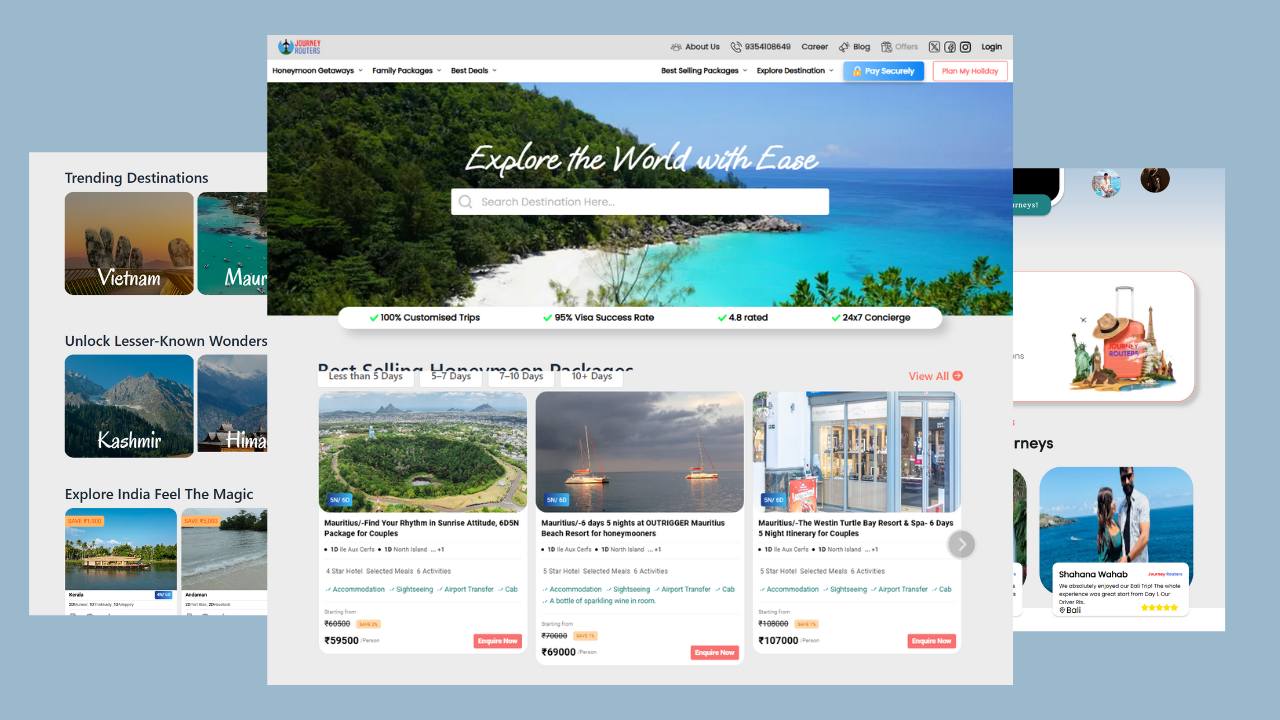 JOURNEY
ROUTERS
About Us
9354108649
Career
Blog
Offers
Login
Honeymoon Getaways
Family Packages
Best Deals
Best Selling Packages
Explore Destination
Pay Securely
Plan My Holiday
Explore the World with Ease
Search Destination Here...
100% Customised Trips
95% Visa Success Rate
4.8 rated
24x7 Concierge
Best Selling Honeymoon Packages
Less than 5 Days
5–7 Days
7–10 Days
10+ Days
View All
5N/ 6D
Mauritius/-Find Your Rhythm in Sunrise Attitude, 6D5N
Package for Couples
• 1D Ile Aux Cerfs • 1D North Island ... +1
4 Star Hotel Selected Meals 6 Activities
Accommodation Sightseeing Airport Transfer Cab
Starting from
₹60500 SAVE 2%
₹59500 /Person
Enquire Now
5N/ 6D
Mauritius/-6 days 5 nights at OUTRIGGER Mauritius
Beach Resort for honeymooners
• 1D Ile Aux Cerfs • 1D North Island ... +1
5 Star Hotel Selected Meals 6 Activities
Accommodation Sightseeing Airport Transfer Cab
A bottle of sparkling wine in room.
Starting from
₹70000 SAVE 1%
₹69000 /Person
Enquire Now
5N/ 6D
Mauritius/-The Westin Turtle Bay Resort & Spa- 6 Days
5 Night Itinerary for Couples
• 1D Ile Aux Cerfs • 1D North Island ... +1
5 Star Hotel Selected Meals 6 Activities
Accommodation Sightseeing Airport Transfer Cab
Starting from
₹108000 SAVE 1%
₹107000 /Person
Enquire Now
Trending Destinations
Vietnam
Maur
Unlock Lesser-Known Wonders
Kashmir
Hima
Explore India Feel The Magic
SAVE ₹1,000
SAVE ₹5,000
Kerala
4N/ 5D
Andaman
urneys!
JOURNEY
ROUTERS
ons
rneys
Shahana Wahab
Journey Routers
We absolutely enjoyed our Bali Trip! The whole
experience was great start from Day 1. Our
Driver Ris..
Bali